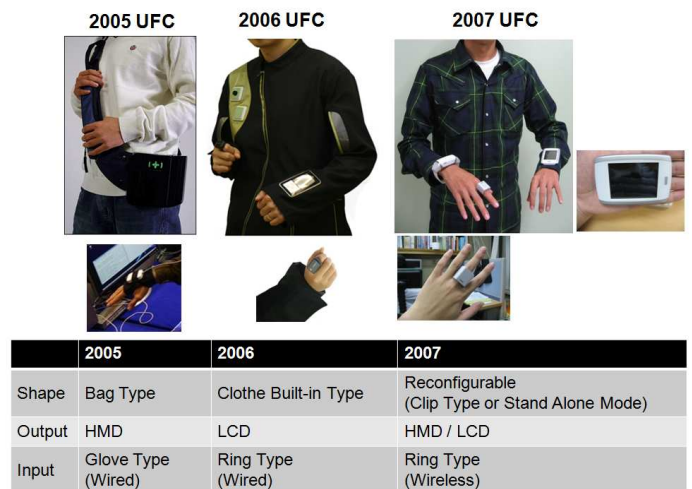 2005 UFC
2006 UFC
2007 UFC
2005
2006
2007
Shape
Bag Type
Clothe Built-in Type
Reconfigurable
(Clip Type or Stand Alone Mode)
Output
HMD
LCD
HMD / LCD
Input
Glove Type
(Wired)
Ring Type
(Wired)
Ring Type
(Wireless)